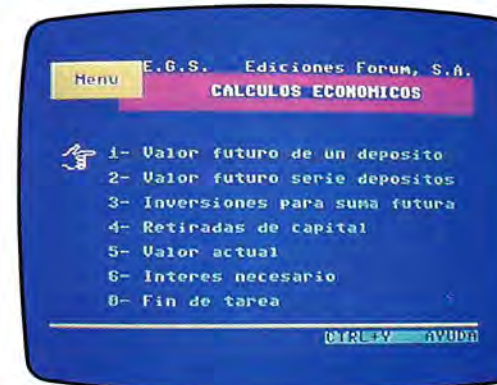 E.G.S. Ediciones Forum, S.A.
Menu
CALCULOS ECONOMICOS
1- Valor futuro de un deposito
2- Valor futuro serie depositos
3- Inversiones para suma futura
4- Retiradas de capital
5- Valor actual
6- Interes necesario
0- Fin de tarea
CTRL+Y AYUDA